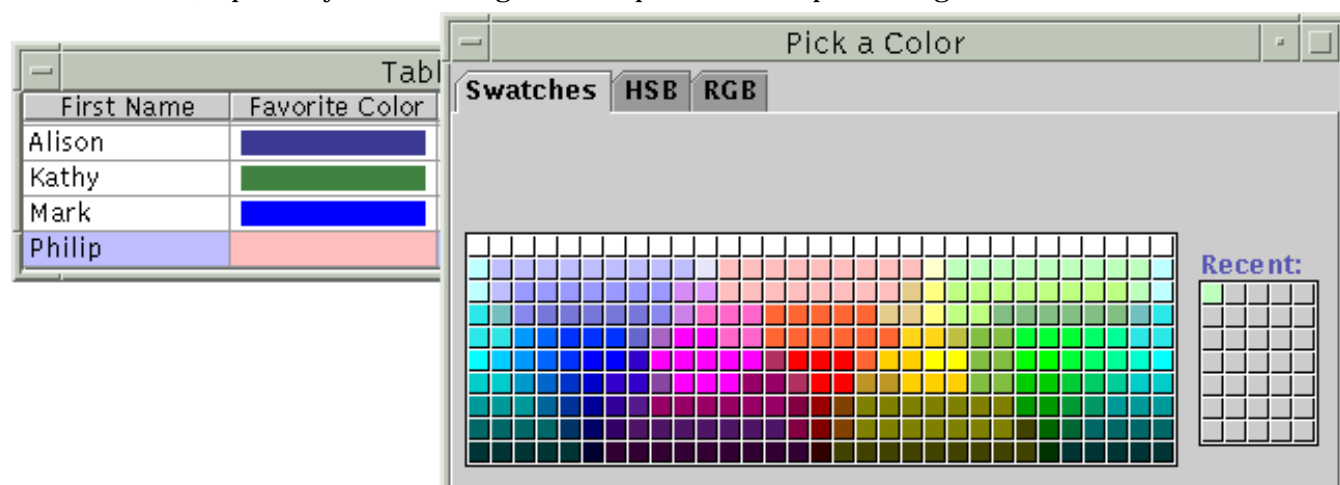 Pick a Color
Tabl
Swatches HSB RGB
First Name Favorite Color
Alison
Kathy
Mark
Philip
Recent: